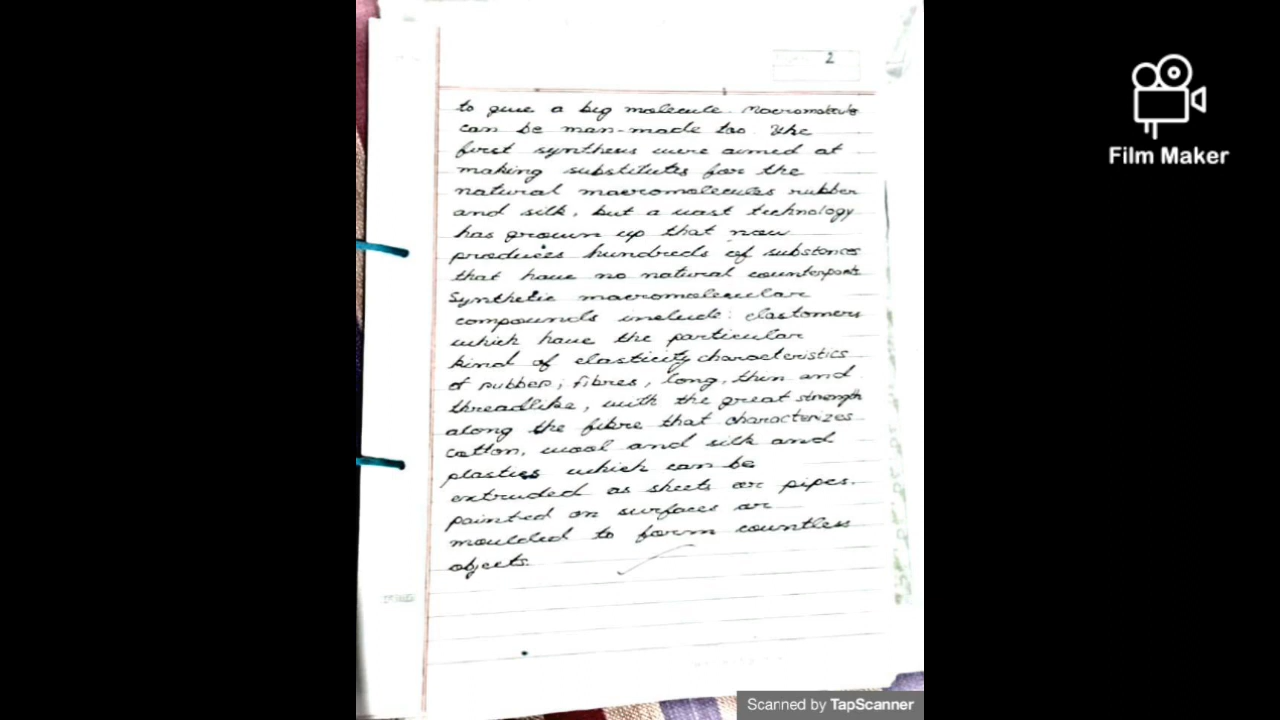 2
to give a big molecule. Macromolecule
can be man-made too. The
first synthesis were aimed at
making substitutes for the
natural macromolecules rubber
and silk, but a vast technology
has grown up that now
produces hundreds of substances
that have no natural counterparts
Synthetic macromolecular
compounds include: elastomers
which have the particular
kind of elasticity characteristics
of rubber; fibres, long, thin and
threadlike, with the great strength
along the fibre that characterizes
cotton, wool and silk and
plastics which can be
extruded as sheets or pipes.
painted on surfaces or
moulded to form countless
objects.
Film Maker
Scanned by TapScanner